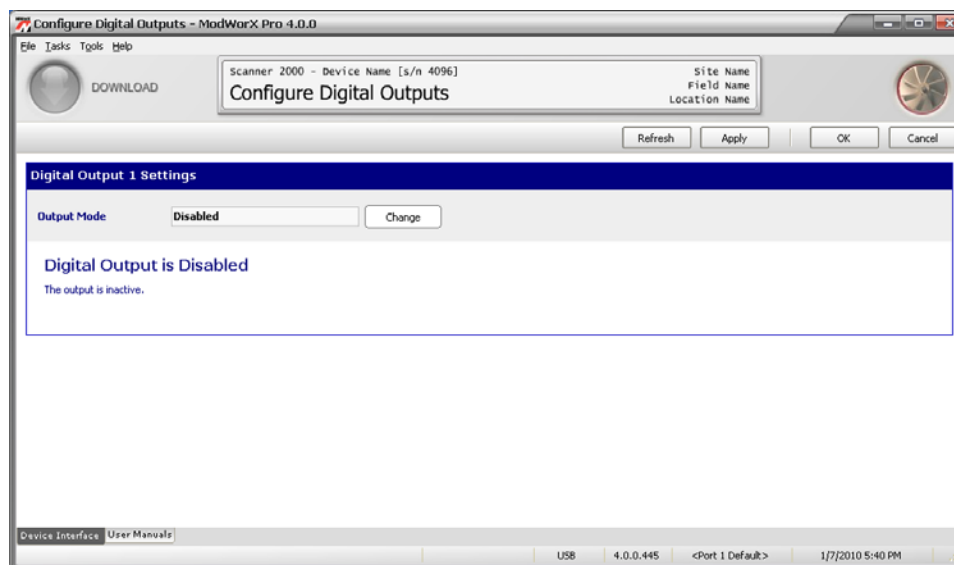 Configure Digital Outputs - ModWorX Pro 4.0.0
File Tasks Tools Help
DOWNLOAD
Scanner 2000 - Device Name [s/n 4096]
Configure Digital Outputs
Site Name
Field Name
Location Name
Refresh Apply OK Cancel
Digital Output 1 Settings
Output Mode Disabled Change
Digital Output is Disabled
The output is inactive.
Device Interface User Manuals
USB 4.0.0.445 <Port 1 Default> 1/7/2010 5:40 PM